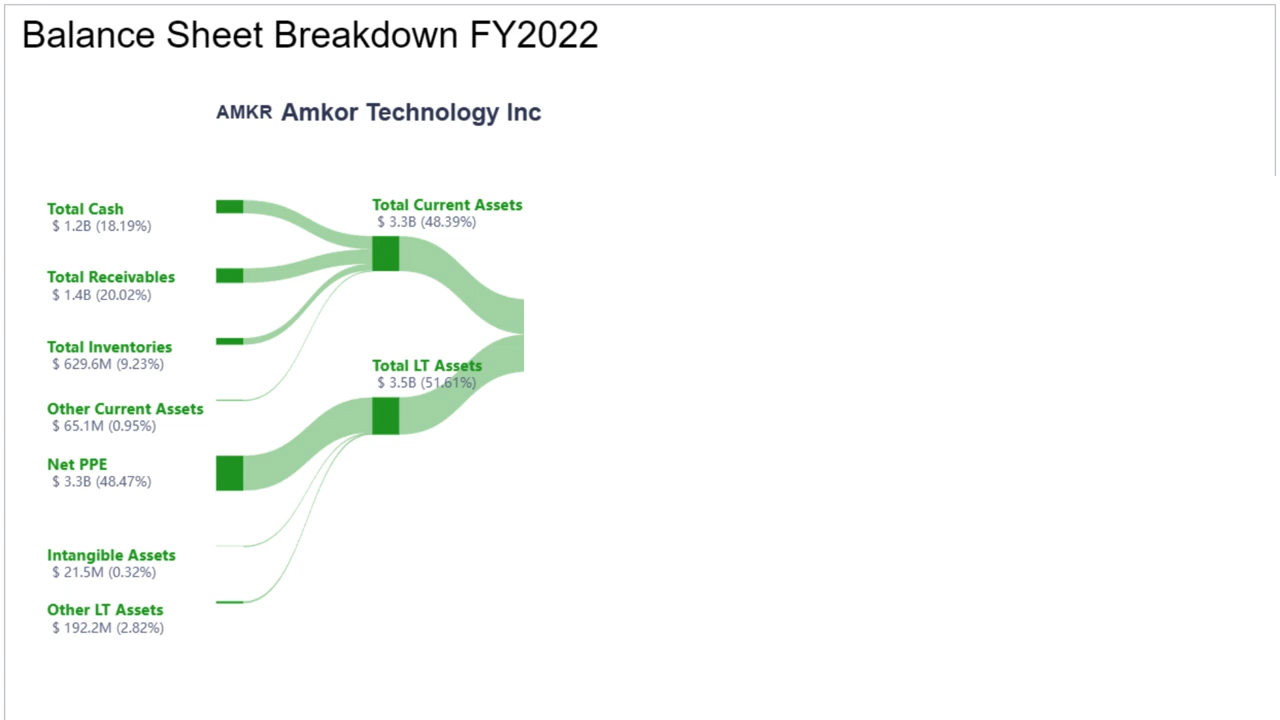 Balance Sheet Breakdown FY2022
AMKR Amkor Technology Inc
Total Cash
$ 1.2B (18.19%)
Total Receivables
$ 1.4B (20.02%)
Total Inventories
$ 629.6M (9.23%)
Other Current Assets
$ 65.1M (0.95%)
Net PPE
$ 3.3B (48.47%)
Intangible Assets
$ 21.5M (0.32%)
Other LT Assets
$ 192.2M (2.82%)
Total Current Assets
$ 3.3B (48.39%)
Total LT Assets
$ 3.5B (51.61%)